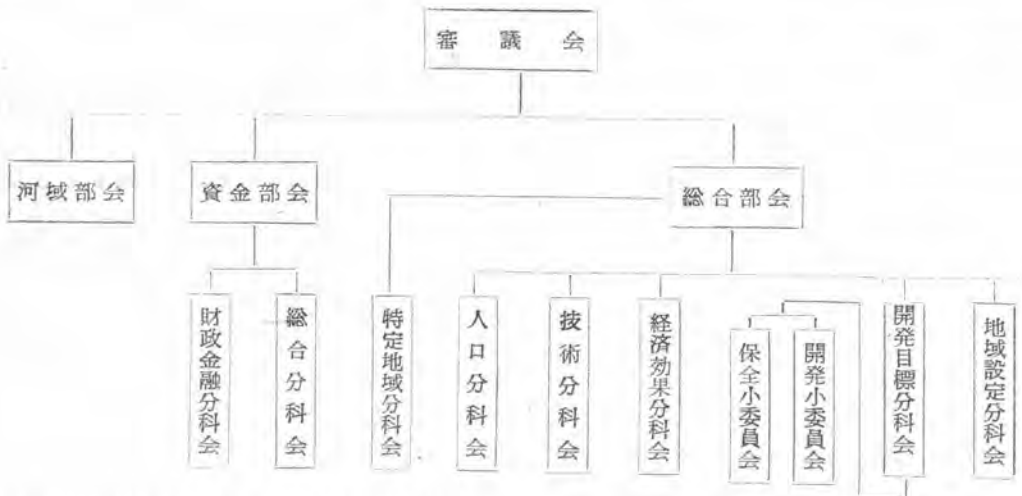 審議会
河域部会
資金部会
総合部会
財政金融分科会
総合分科会
特定地域分科会
人口分科会
技術分科会
経済効果分科会
保全小委員会
開発小委員会
開発目標分科会
地域設定分科会